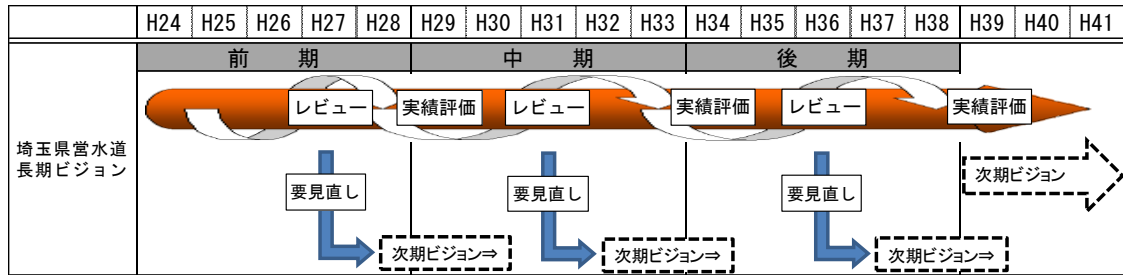 H24 H25 H26 H27 H28 H29 H30 H31 H32 H33 H34 H35 H36 H37 H38 H39 H40 H41
前 期 中 期 後 期
レビュー 実績評価 レビュー 実績評価 レビュー 実績評価
埼玉県営水道
長期ビジョン
次期ビジョン
要見直し 要見直し 要見直し
次期ビジョン⇒ 次期ビジョン⇒ 次期ビジョン⇒